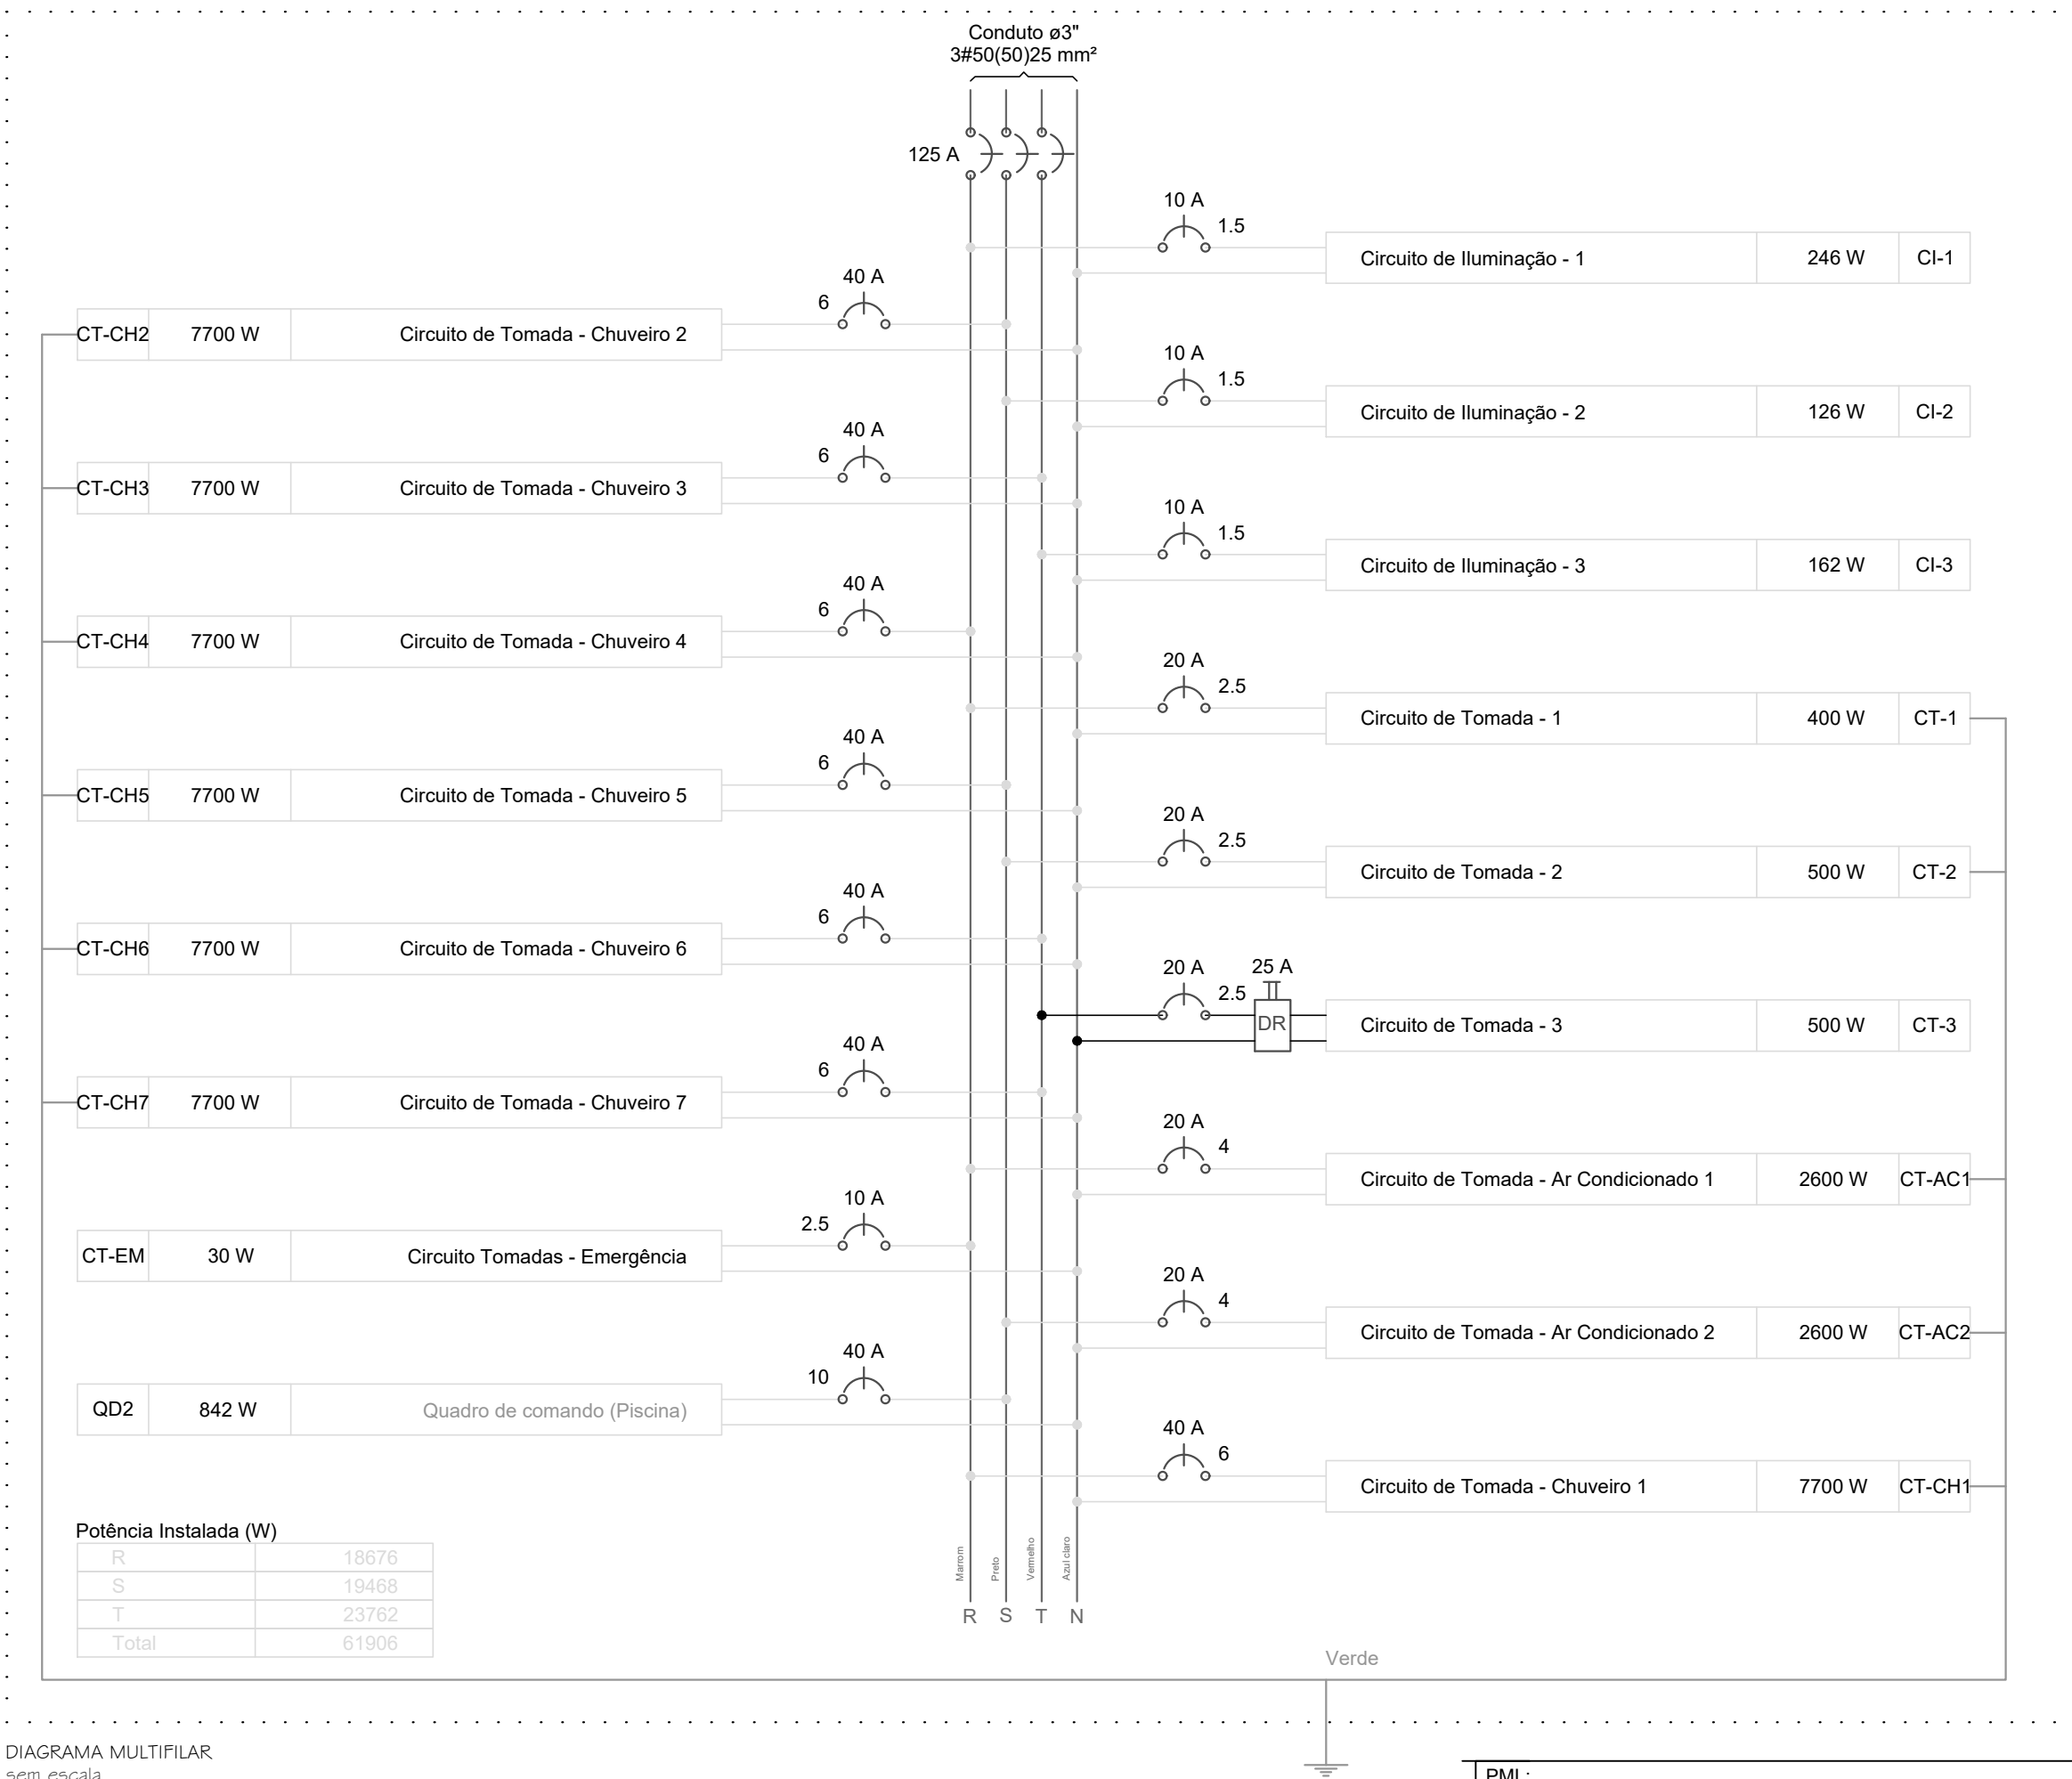 Conduto ø3"
3#50(50)25 mm²
125 A
10 A
1.5
Circuito de Iluminação - 1 246 W CI-1
40 A
6
CT-CH2 7700 W Circuito de Tomada - Chuveiro 2
10 A
1.5
Circuito de Iluminação - 2 126 W CI-2
40 A
6
CT-CH3 7700 W Circuito de Tomada - Chuveiro 3
10 A
1.5
Circuito de Iluminação - 3 162 W CI-3
40 A
6
CT-CH4 7700 W Circuito de Tomada - Chuveiro 4
20 A
2.5
Circuito de Tomada - 1 400 W CT-1
40 A
6
CT-CH5 7700 W Circuito de Tomada - Chuveiro 5
20 A
2.5
Circuito de Tomada - 2 500 W CT-2
40 A
6
CT-CH6 7700 W Circuito de Tomada - Chuveiro 6
20 A 25 A
2.5
DR
Circuito de Tomada - 3 500 W CT-3
40 A
6
CT-CH7 7700 W Circuito de Tomada - Chuveiro 7
20 A
4
Circuito de Tomada - Ar Condicionado 1 2600 W CT-AC1
10 A
2.5
CT-EM 30 W Circuito Tomadas - Emergência
20 A
4
Circuito de Tomada - Ar Condicionado 2 2600 W CT-AC2
40 A
10
QD2 842 W Quadro de comando (Piscina)
40 A
6
Circuito de Tomada - Chuveiro 1 7700 W CT-CH1
Potência Instalada (W)
R 18676
S 19468
T 23762
Total 61906
Marrom Preto Vermelho Azul claro
R S T N
Verde
DIAGRAMA MULTIFILAR
sem escala
PML: